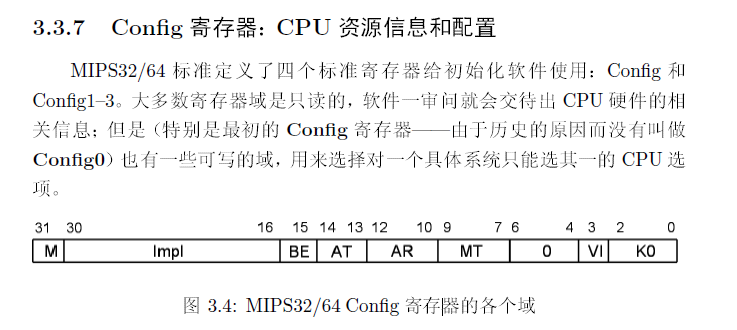 3.3.7 Config 寄存器：CPU 资源信息和配置
MIPS32/64 标准定义了四个标准寄存器给初始化软件使用：Config 和
Config1–3。大多数寄存器域是只读的，软件一审问就会交待出 CPU 硬件的相
关信息；但是（特别是最初的 Config 寄存器——由于历史的原因而没有叫做
Config0）也有一些可写的域，用来选择对一个具体系统只能选其一的 CPU 选
项。
31 30 16 15 14 13 12 10 9 7 6 4 3 2 0
M Impl BE AT AR MT 0 VI K0
图 3.4: MIPS32/64 Config 寄存器的各个域